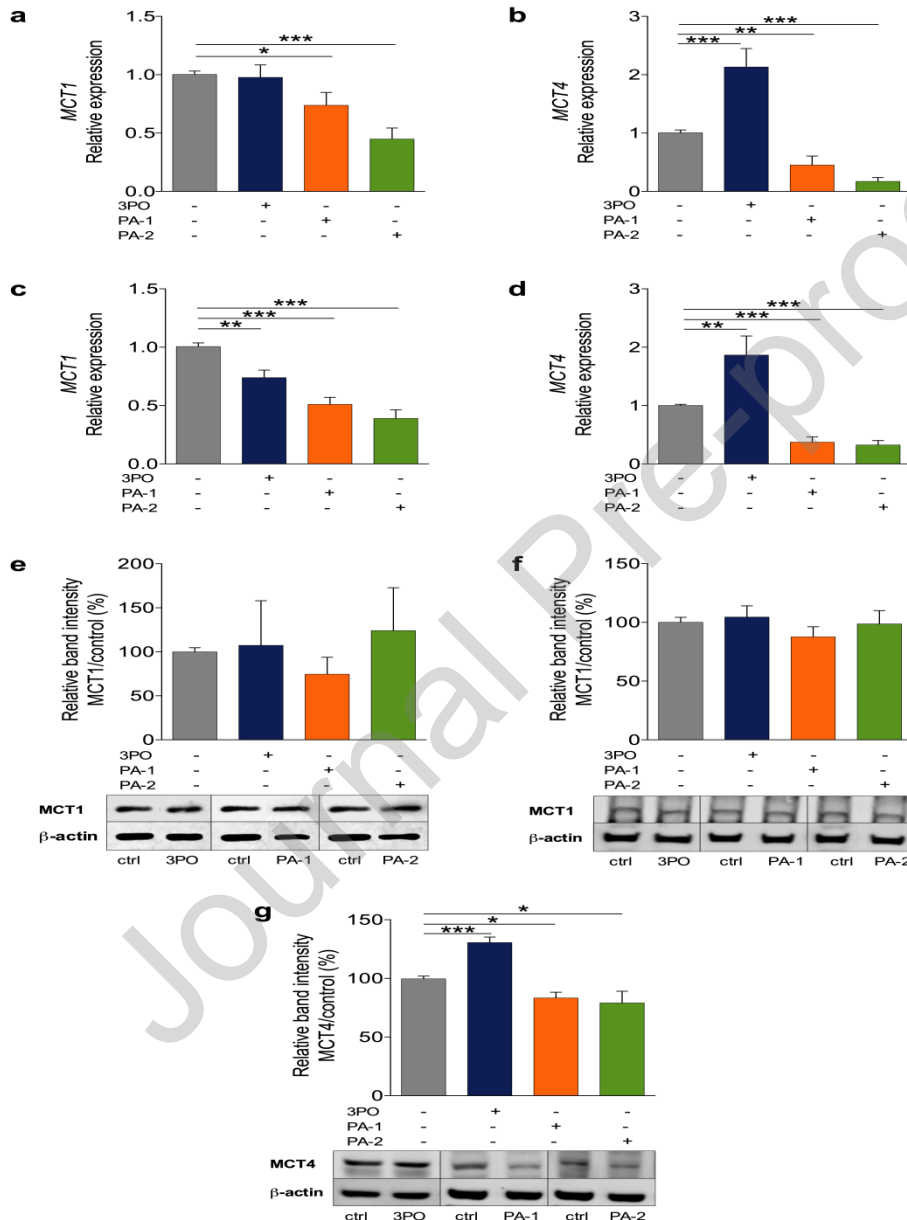 a
MCT1
Relative expression
1.5
1.0
0.5
0.0
*
***
3PO - + - -
PA-1 - - + -
PA-2 - - - +
b
MCT4
Relative expression
3
2
1
0
***
**
***
3PO - + - -
PA-1 - - + -
PA-2 - - - +
c
MCT1
Relative expression
1.5
1.0
0.5
0.0
**
***
***
3PO - + - -
PA-1 - - + -
PA-2 - - - +
d
MCT4
Relative expression
3
2
1
0
**
***
***
3PO - + - -
PA-1 - - + -
PA-2 - - - +
e
Relative band intensity
MCT1/control (%)
200
150
100
50
0
3PO - + - -
PA-1 - - + -
PA-2 - - - +
MCT1
β-actin
ctrl 3PO ctrl PA-1 ctrl PA-2
f
Relative band intensity
MCT1/control (%)
150
100
50
0
3PO - + - -
PA-1 - - + -
PA-2 - - - +
MCT1
β-actin
ctrl 3PO ctrl PA-1 ctrl PA-2
g
Relative band intensity
MCT4/control (%)
150
100
50
0
***
*
*
3PO - + - -
PA-1 - - + -
PA-2 - - - +
MCT4
β-actin
ctrl 3PO ctrl PA-1 ctrl PA-2
Journal Pre-proo